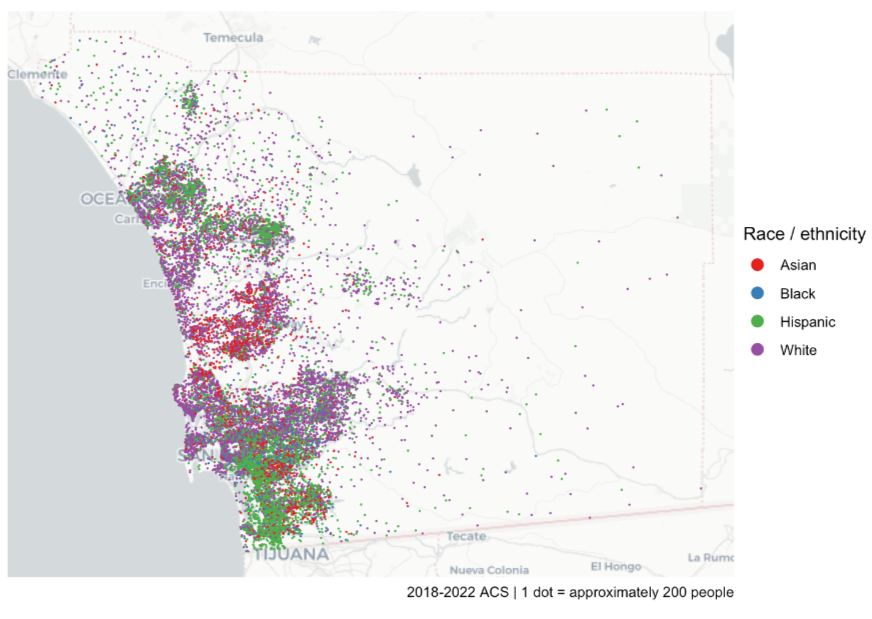 Temecula
Clemente
OCEA
Car
Enci
SAN
TIJUANA
Tecate
Nueva Colonia
El Hongo
La Rumo
Race / ethnicity
Asian
Black
Hispanic
White
2018-2022 ACS | 1 dot = approximately 200 people